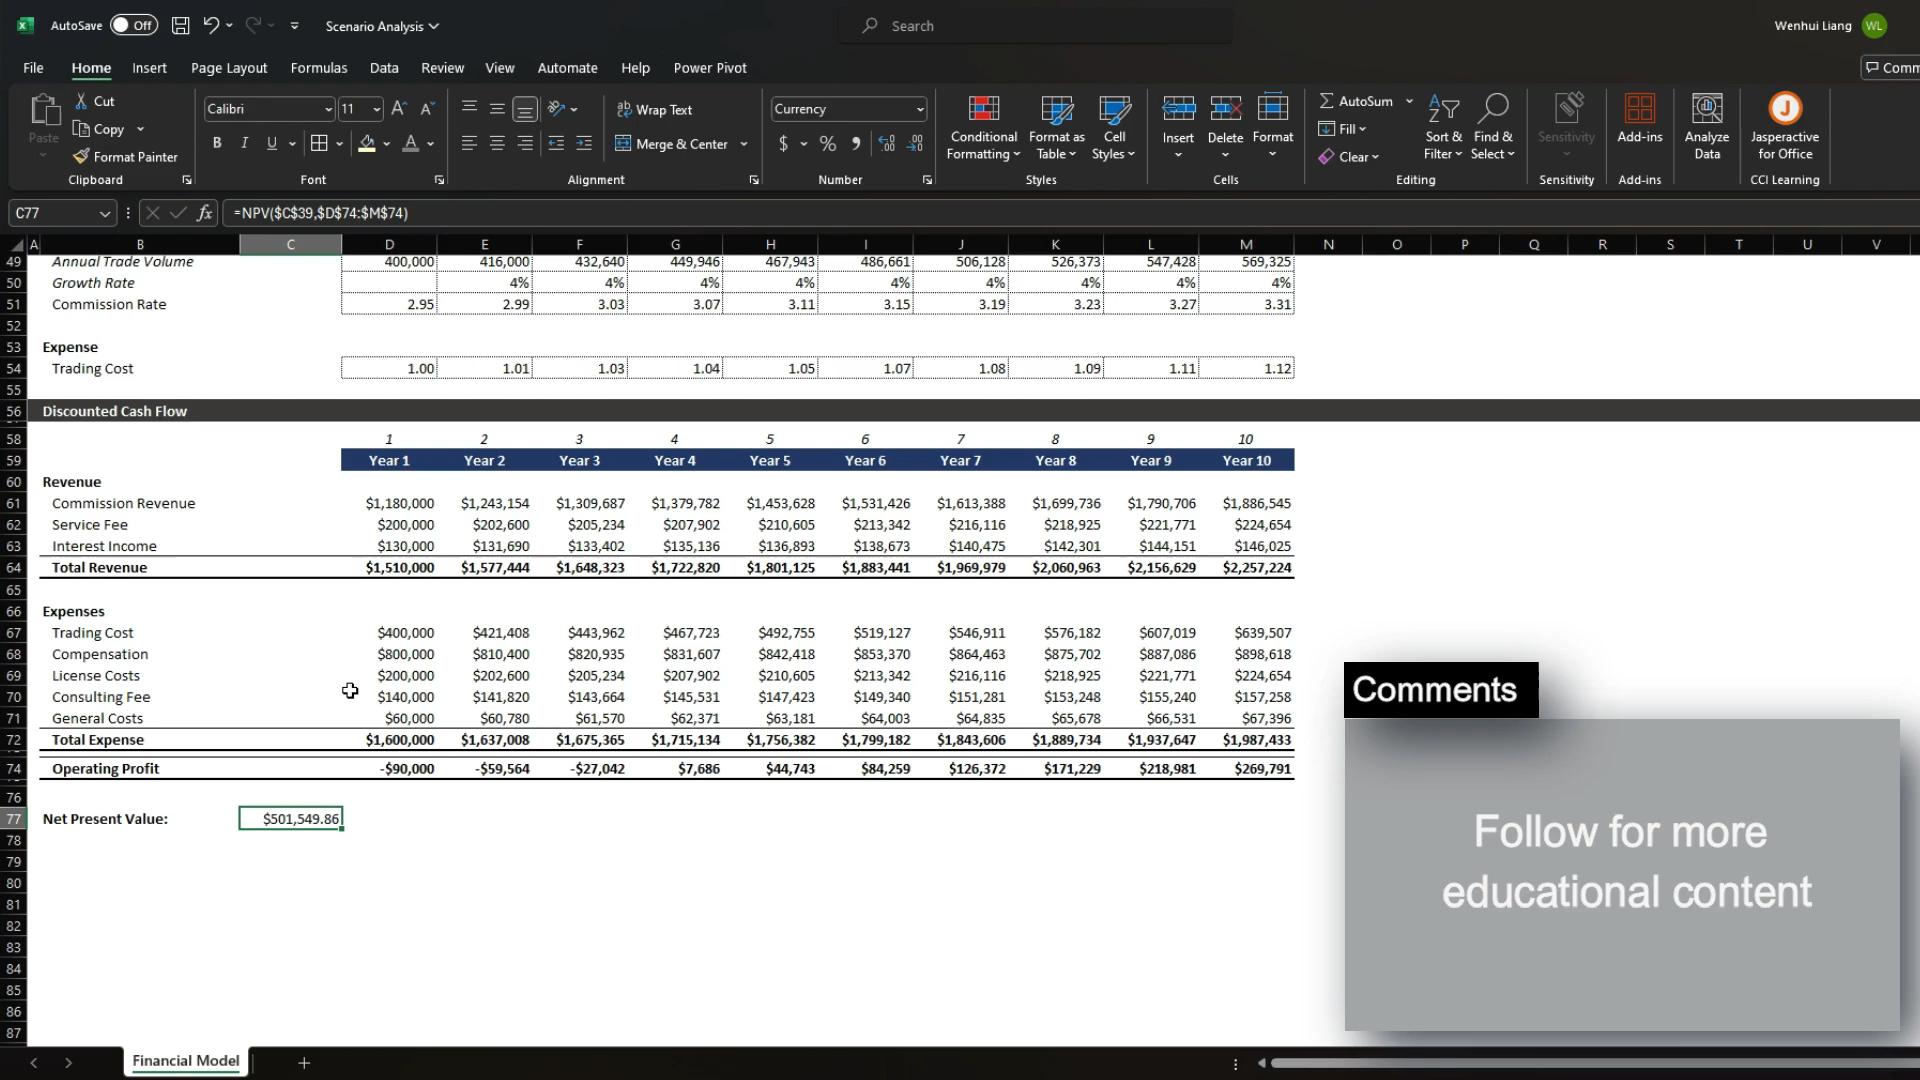 AutoSave Off Scenario Analysis Search Wenhui Liang WL
File Home Insert Page Layout Formulas Data Review View Automate Help Power Pivot Comm
Paste Cut Copy Format Painter Clipboard
Calibri 11 B I U Font
Wrap Text Merge & Center Alignment
Currency $ % Number
Conditional Formatting Format as Table Cell Styles Styles
Insert Delete Format Cells
AutoSum Fill Clear Sort & Filter Find & Select Editing
Sensitivity Sensitivity
Add-ins Add-ins
Analyze Data
Jasperactive for Office CCI Learning
C77 fx =NPV($C$39,$D$74:$M$74)
A B C D E F G H I J K L M N O P Q R S T U V
49 Annual Trade Volume 400,000 416,000 432,640 449,946 467,943 486,661 506,128 526,373 547,428 569,325
50 Growth Rate 4% 4% 4% 4% 4% 4% 4% 4% 4%
51 Commission Rate 2.95 2.99 3.03 3.07 3.11 3.15 3.19 3.23 3.27 3.31
52
53 Expense
54 Trading Cost 1.00 1.01 1.03 1.04 1.05 1.07 1.08 1.09 1.11 1.12
55
56 Discounted Cash Flow
58 1 2 3 4 5 6 7 8 9 10
59 Year 1 Year 2 Year 3 Year 4 Year 5 Year 6 Year 7 Year 8 Year 9 Year 10
60 Revenue
61 Commission Revenue $1,180,000 $1,243,154 $1,309,687 $1,379,782 $1,453,628 $1,531,426 $1,613,388 $1,699,736 $1,790,706 $1,886,545
62 Service Fee $200,000 $202,600 $205,234 $207,902 $210,605 $213,342 $216,116 $218,925 $221,771 $224,654
63 Interest Income $130,000 $131,690 $133,402 $135,136 $136,893 $138,673 $140,475 $142,301 $144,151 $146,025
64 Total Revenue $1,510,000 $1,577,444 $1,648,323 $1,722,820 $1,801,125 $1,883,441 $1,969,979 $2,060,963 $2,156,629 $2,257,224
65
66 Expenses
67 Trading Cost $400,000 $421,408 $443,962 $467,723 $492,755 $519,127 $546,911 $576,182 $607,019 $639,507
68 Compensation $800,000 $810,400 $820,935 $831,607 $842,418 $853,370 $864,463 $875,702 $887,086 $898,618
69 License Costs $200,000 $202,600 $205,234 $207,902 $210,605 $213,342 $216,116 $218,925 $221,771 $224,654
70 Consulting Fee $140,000 $141,820 $143,664 $145,531 $147,423 $149,340 $151,281 $153,248 $155,240 $157,258
71 General Costs $60,000 $60,780 $61,570 $62,371 $63,181 $64,003 $64,835 $65,678 $66,531 $67,396
72 Total Expense $1,600,000 $1,637,008 $1,675,365 $1,715,134 $1,756,382 $1,799,182 $1,843,606 $1,889,734 $1,937,647 $1,987,433
74 Operating Profit -$90,000 -$59,564 -$27,042 $7,686 $44,743 $84,259 $126,372 $171,229 $218,981 $269,791
76
77 Net Present Value: $501,549.86
78
79
80
81
82
83
84
85
86
87
Comments
Follow for more
educational content
Financial Model